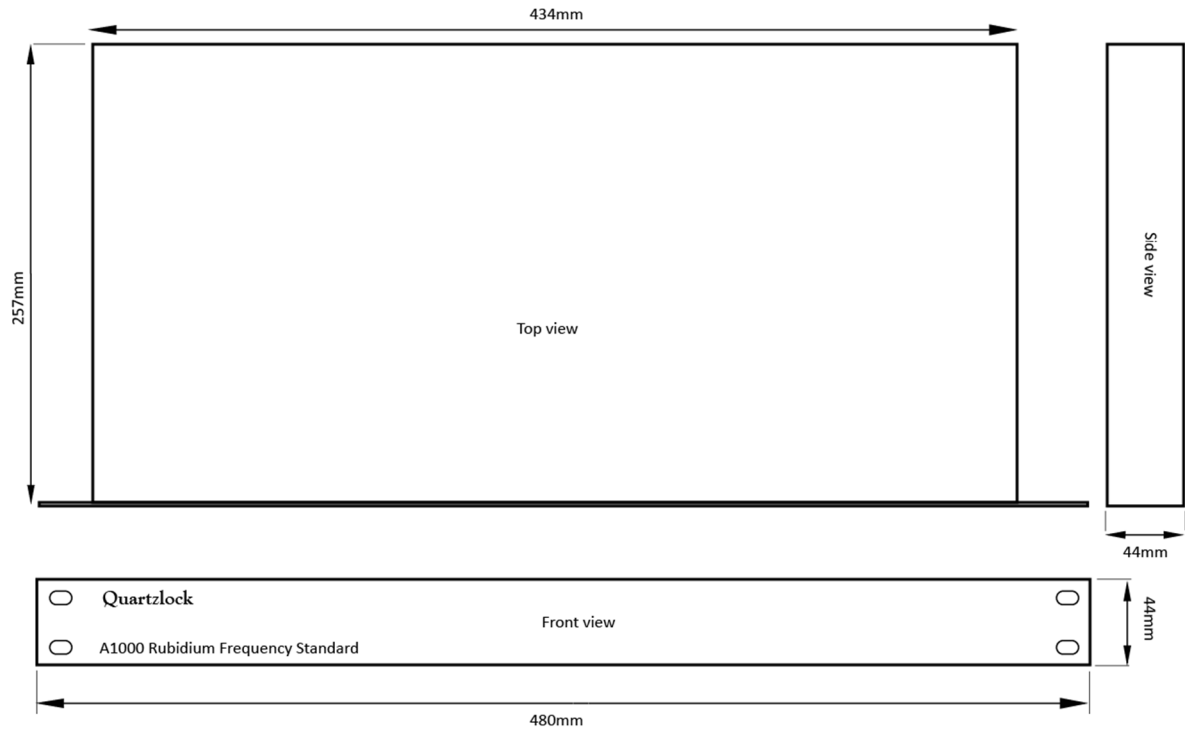 434mm
257mm
Top view
Side view
44mm
Quartzlock
Front view
A1000 Rubidium Frequency Standard
44mm
480mm